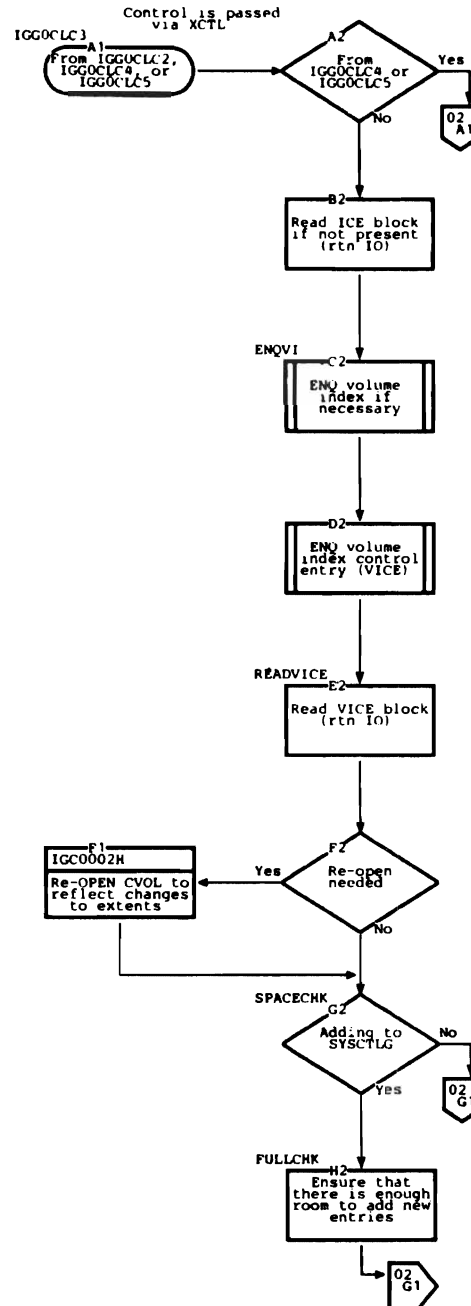 Control is passed
via XCTL
IGG0CLC3
A1
From IGG0CLC2,
IGG0CLC4, or
IGG0CLC5
A2
From
IGG0CLC4 or
IGG0CLC5
Yes
02
A1
No
B2
Read ICE block
if not present
(rtn IO)
ENQVI
C2
ENQ volume
index if
necessary
D2
ENQ volume
index control
entry (VICE)
READVICE
E2
Read VICE block
(rtn IO)
F1
IGC0002H
Re-OPEN CVOL to
reflect changes
to extents
Yes
F2
Re-open
needed
No
SPACECHK
G2
Adding to
SYSCTLG
No
02
G1
Yes
FULLCHK
H2
Ensure that
there is enough
room to add new
entries
02
G1